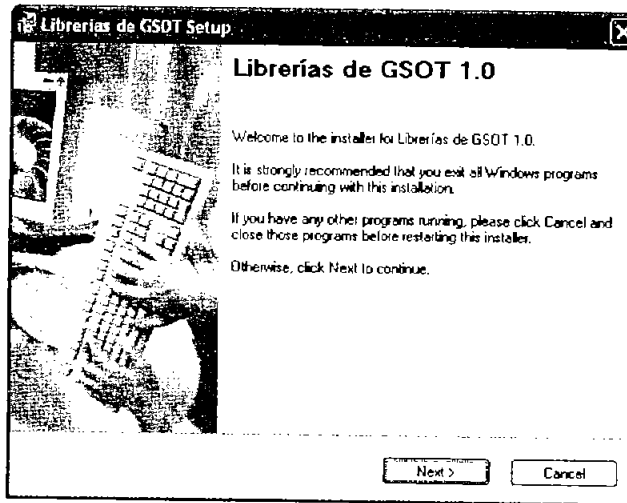 Librerías de GSOT Setup
Librerías de GSOT 1.0
Welcome to the installer for Librerías de GSOT 1.0.
It is strongly recommended that you exit all Windows programs
before continuing with this installation.
If you have any other programs running, please click Cancel and
close those programs before restarting this installer.
Otherwise, click Next to continue.
Next >
Cancel